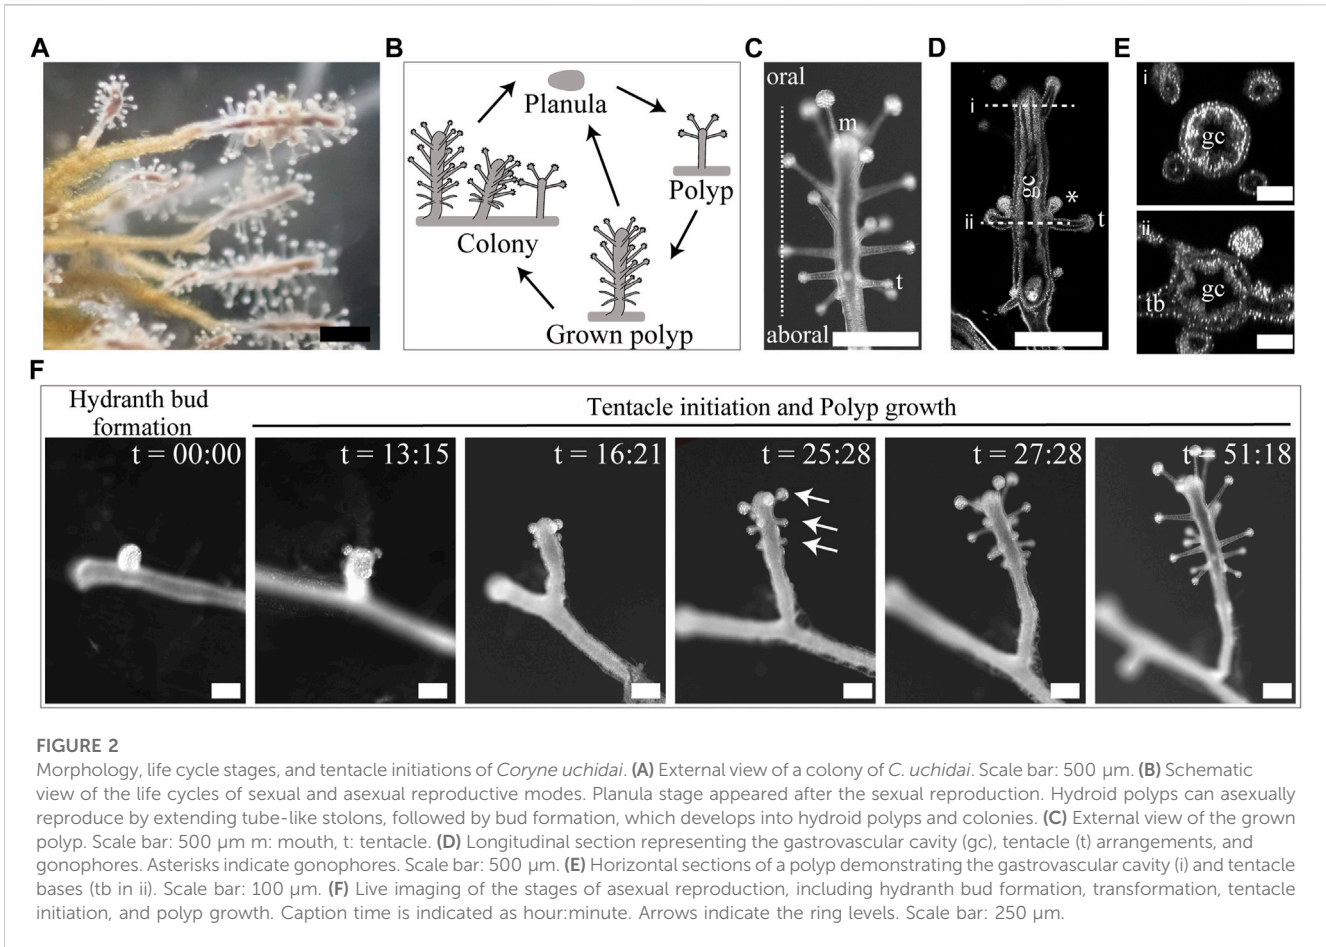 A
B
C
D
E
Planula
Polyp
Colony
Grown polyp
oral
m
t
aboral
i
gc
*
ii
t
i
gc
ii
gc
tb
F
Hydranth bud
formation
Tentacle initiation and Polyp growth
t = 00:00
t = 13:15
t = 16:21
t = 25:28
t = 27:28
t = 51:18
FIGURE 2
Morphology, life cycle stages, and tentacle initiations of Coryne uchidai. (A) External view of a colony of C. uchidai. Scale bar: 500 µm. (B) Schematic
view of the life cycles of sexual and asexual reproductive modes. Planula stage appeared after the sexual reproduction. Hydroid polyps can asexually
reproduce by extending tube-like stolons, followed by bud formation, which develops into hydroid polyps and colonies. (C) External view of the grown
polyp. Scale bar: 500 µm m: mouth, t: tentacle. (D) Longitudinal section representing the gastrovascular cavity (gc), tentacle (t) arrangements, and
gonophores. Asterisks indicate gonophores. Scale bar: 500 µm. (E) Horizontal sections of a polyp demonstrating the gastrovascular cavity (i) and tentacle
bases (tb in ii). Scale bar: 100 µm. (F) Live imaging of the stages of asexual reproduction, including hydranth bud formation, transformation, tentacle
initiation, and polyp growth. Caption time is indicated as hour:minute. Arrows indicate the ring levels. Scale bar: 250 µm.